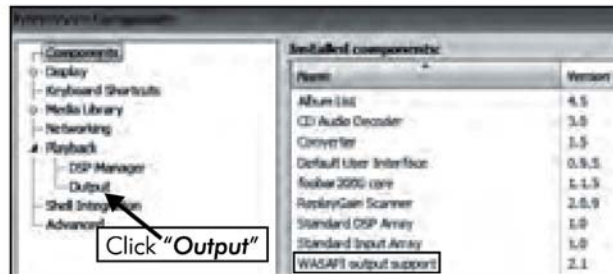 Preferences: Components
Components
Display
Keyboard Shortcuts
Media Library
Networking
Playback
DSP Manager
Output
Shell Integration
Advanced
Click "Output"
Installed components:
Name Version
Album List 4.5
CD Audio Decoder 3.0
Converter 1.5
Default User Interface 0.9.5
foobar2000 core 1.1.5
ReplayGain Scanner 2.0.9
Standard DSP Array 1.0
Standard Input Array 1.0
WASAPI output support 2.1